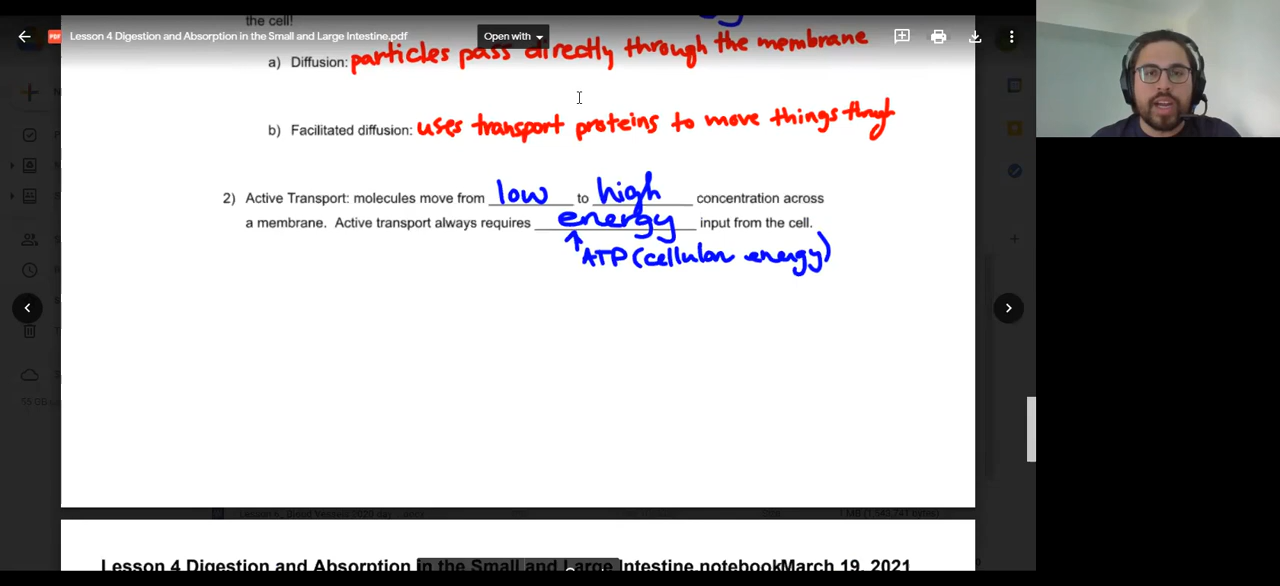 the cell!
Lesson 4 Digestion and Absorption in the Small and Large Intestine.pdf
Open with
a) Diffusion: particles pass directly through the membrane
b) Facilitated diffusion: uses transport proteins to move things through
2) Active Transport: molecules move from low to high concentration across
a membrane. Active transport always requires energy input from the cell.
↑ATP (cellular energy)
Lesson 4 Digestion and Absorption in the Small and Large Intestine.notebook March 19, 2021